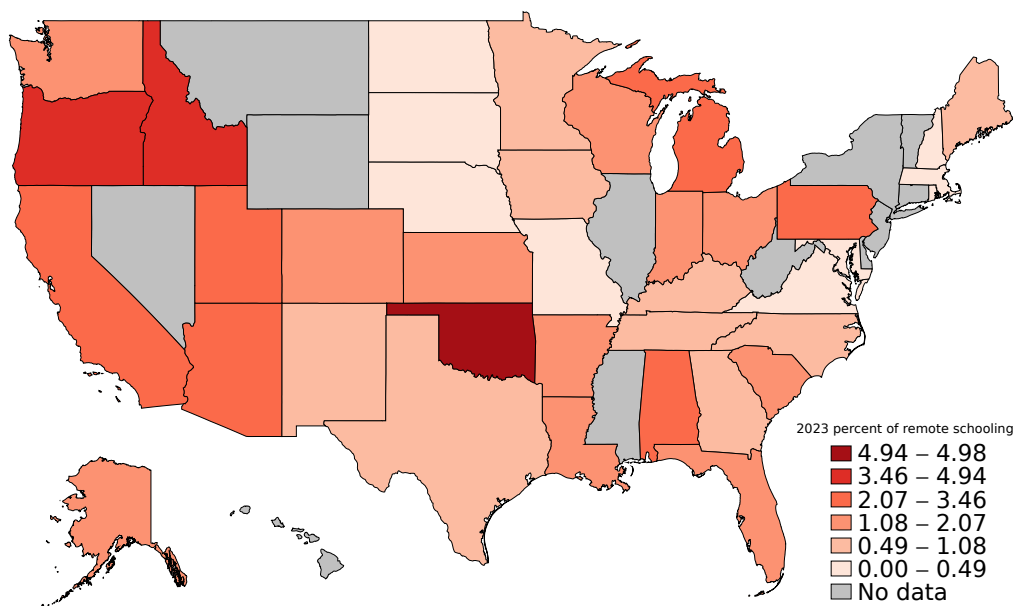 2023 percent of remote schooling
4.94 – 4.98
3.46 – 4.94
2.07 – 3.46
1.08 – 2.07
0.49 – 1.08
0.00 – 0.49
No data